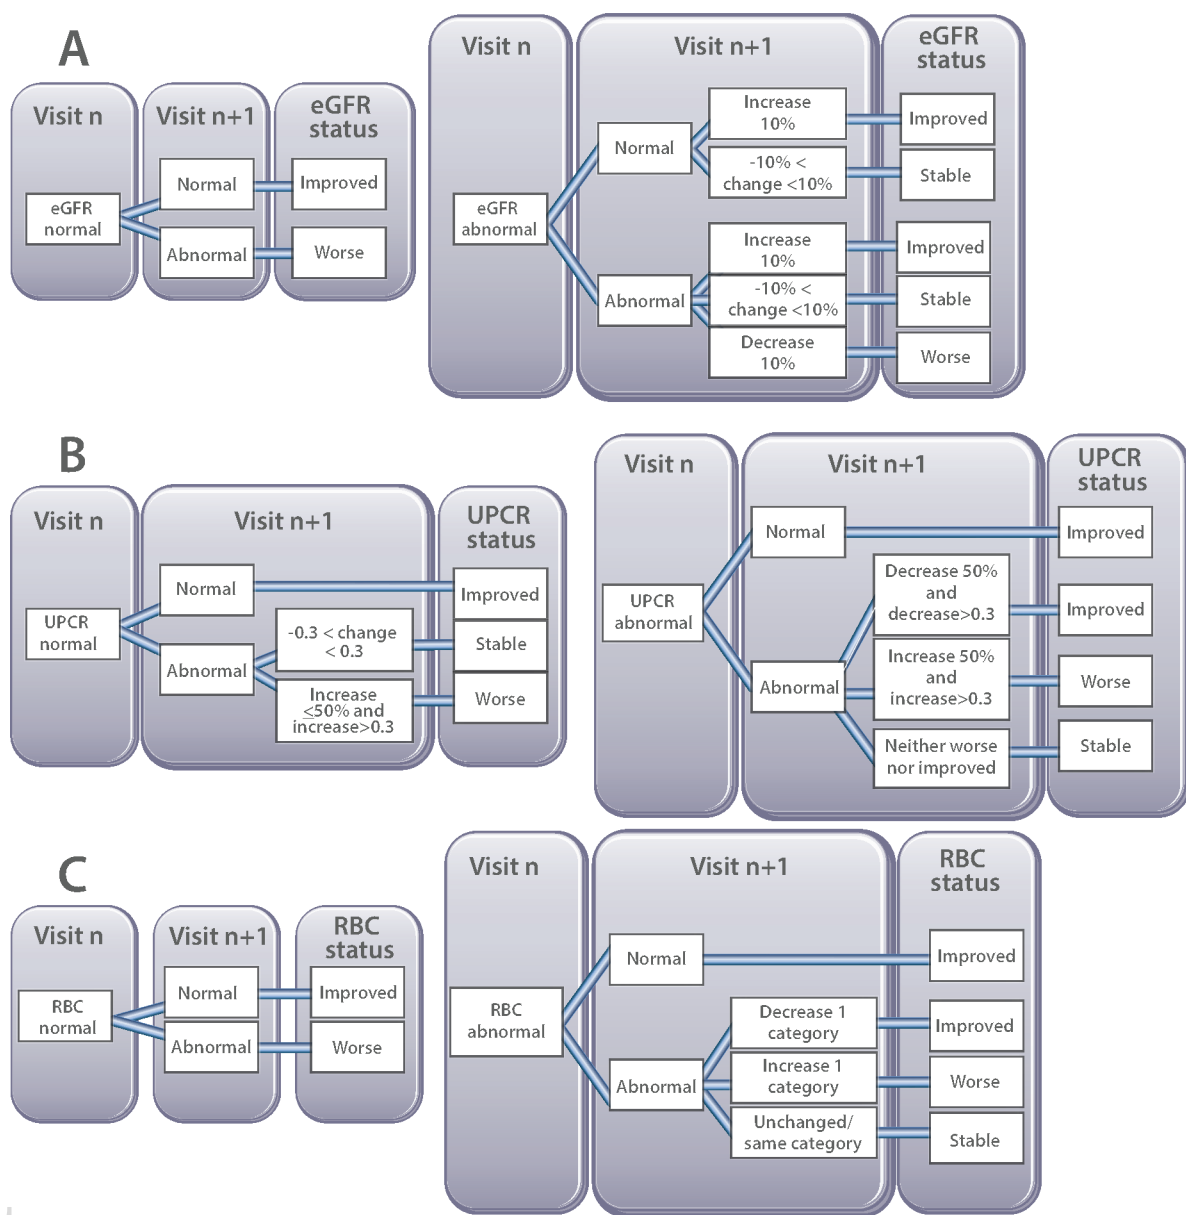 A
Visit n
Visit n+1
eGFR
status
eGFR
normal
Normal
Improved
Abnormal
Worse
Visit n
Visit n+1
eGFR
status
eGFR
abnormal
Normal
Increase
10%
Improved
-10% <
change <10%
Stable
Abnormal
Increase
10%
Improved
-10% <
change <10%
Stable
Decrease
10%
Worse
B
Visit n
Visit n+1
UPCR
status
UPCR
normal
Normal
Improved
Abnormal
-0.3 < change
< 0.3
Stable
Increase
≤50% and
increase>0.3
Worse
Visit n
Visit n+1
UPCR
status
UPCR
abnormal
Normal
Improved
Abnormal
Decrease 50%
and
decrease>0.3
Improved
Increase 50%
and
increase>0.3
Worse
Neither worse
nor improved
Stable
C
Visit n
Visit n+1
RBC
status
RBC
normal
Normal
Improved
Abnormal
Worse
Visit n
Visit n+1
RBC
status
RBC
abnormal
Normal
Improved
Abnormal
Decrease 1
category
Improved
Increase 1
category
Worse
Unchanged/
same category
Stable